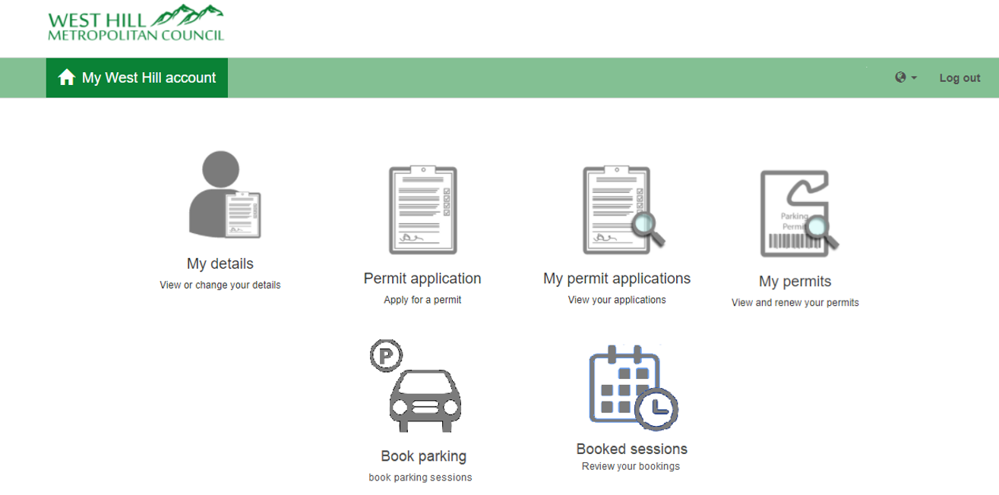 WEST HILL
METROPOLITAN COUNCIL
My West Hill account
Log out
My details
View or change your details
Permit application
Apply for a permit
My permit applications
View your applications
Parking
My permits
View and renew your permits
P
Book parking
book parking sessions
Booked sessions
Review your bookings